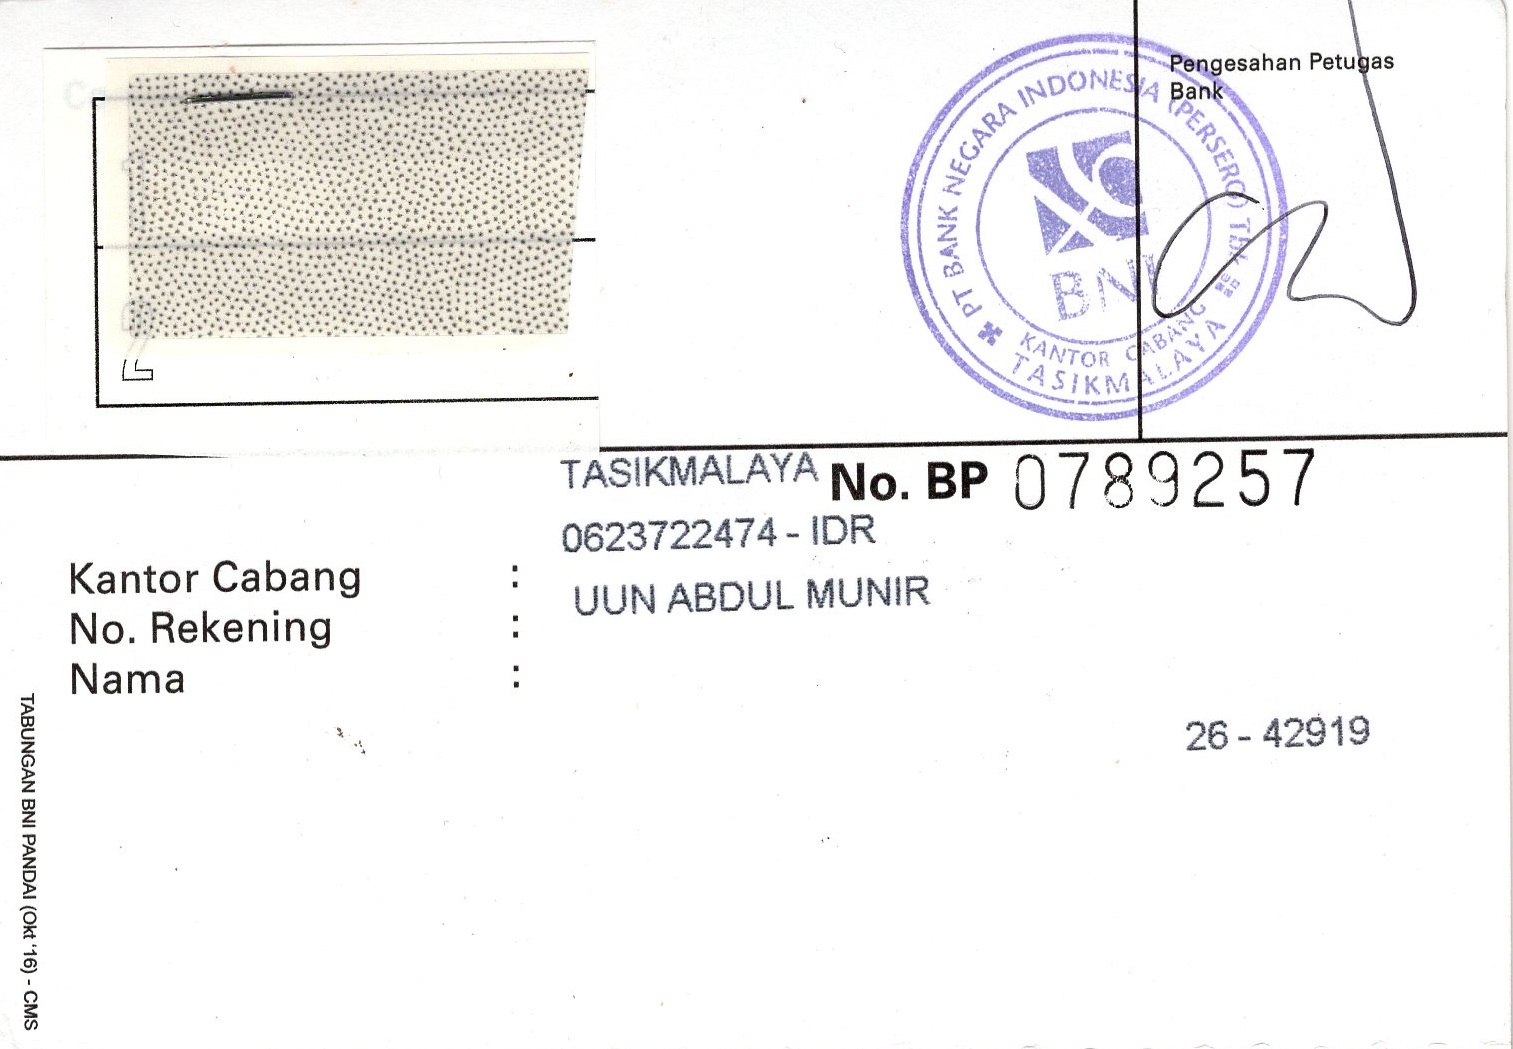 Pengesahan Petugas
Bank
PT BANK NEGARA INDONESIA (PERSERO) Tbk
BNI
KANTOR CABANG
TASIKMALAYA
TASIKMALAYA No. BP 0789257
0623722474 - IDR
Kantor Cabang :
UUN ABDUL MUNIR
No. Rekening :
Nama :
26 - 42919
TABUNGAN BNI PANDAI (Okt '16) - CMS